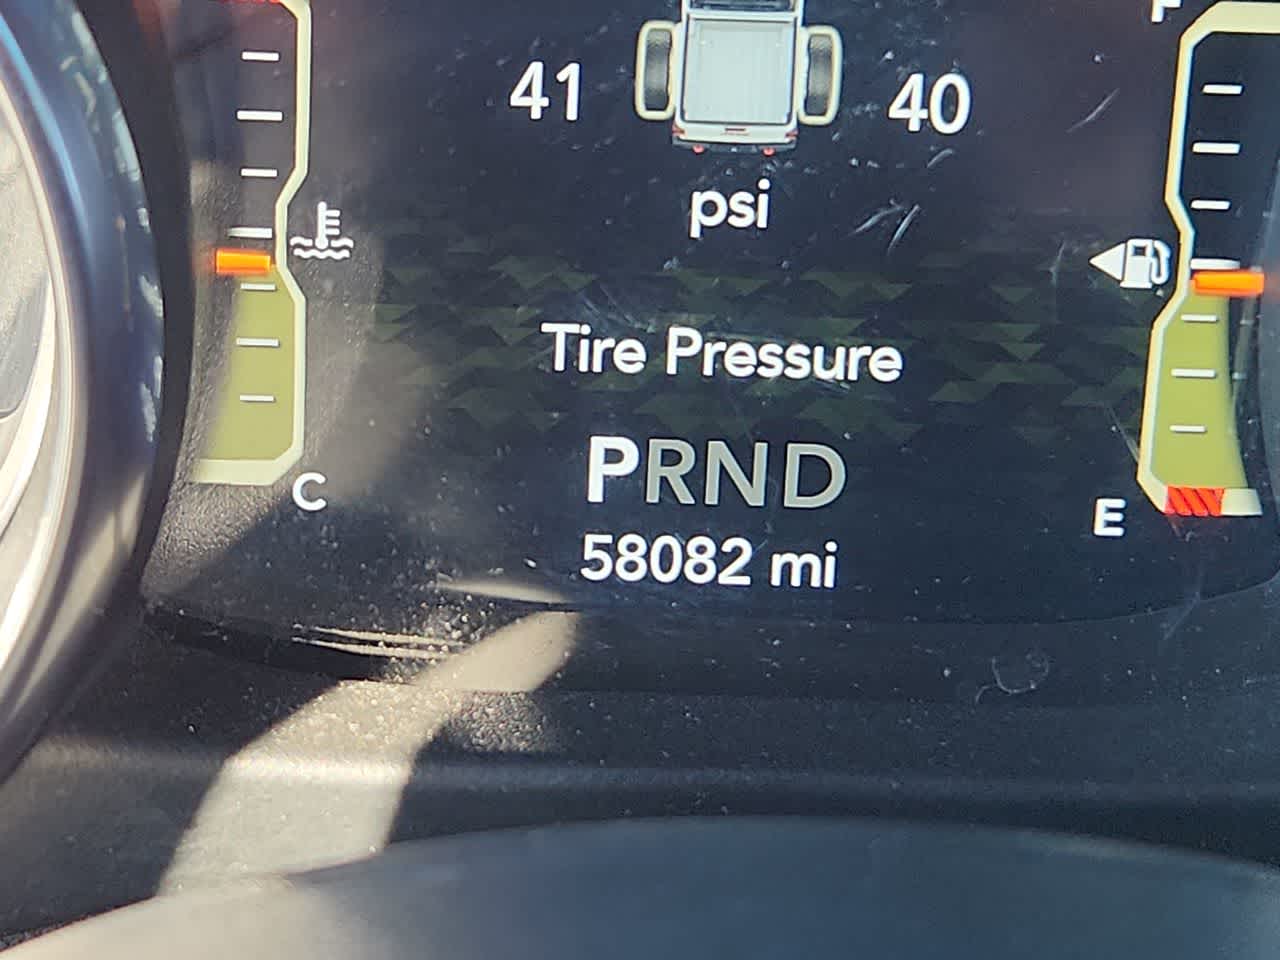 F
41 40
psi
Tire Pressure
PRND
C
E
58082 mi